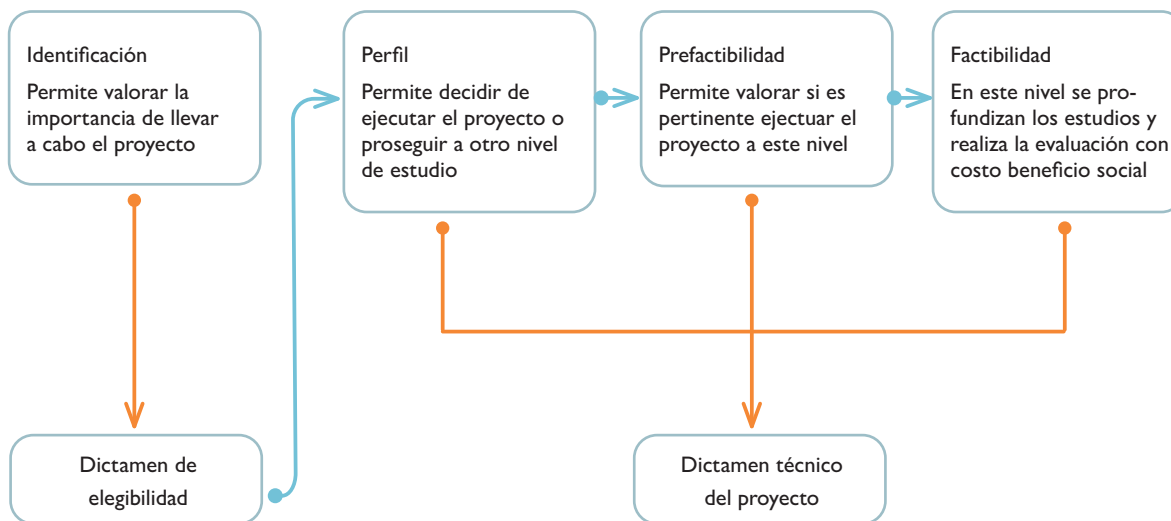 Identificación
Permite valorar la
importancia de llevar
a cabo el proyecto
Perfil
Permite decidir de
ejecutar el proyecto o
proseguir a otro nivel
de estudio
Prefactibilidad
Permite valorar si es
pertinente ejectuar el
proyecto a este nivel
Factibilidad
En este nivel se pro-
fundizan los estudios y
realiza la evaluación con
costo beneficio social
Dictamen de
elegibilidad
Dictamen técnico
del proyecto